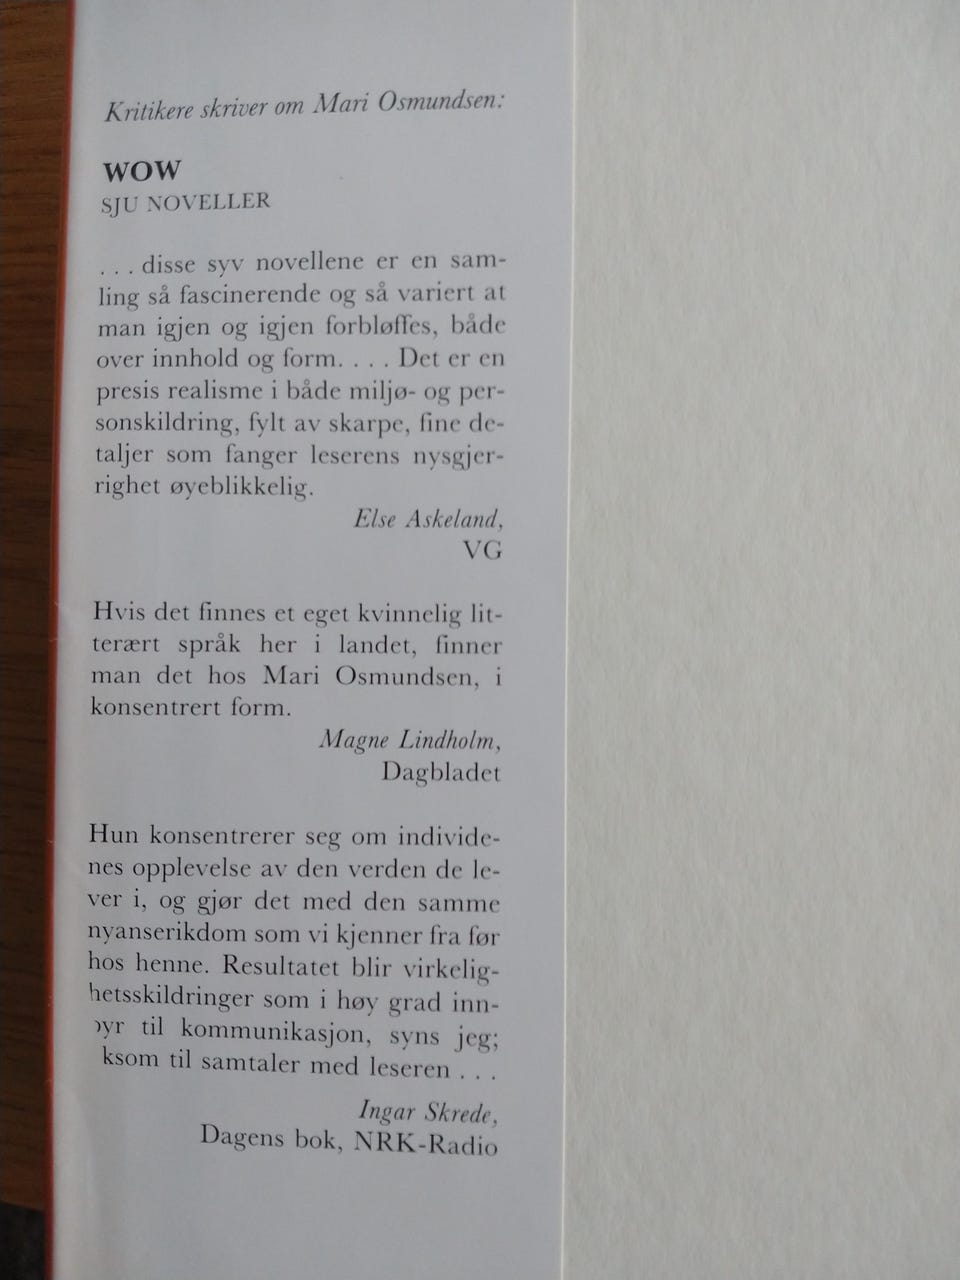 Kritikere skriver om Mari Osmundsen:
WOW
SJU NOVELLER
. . . disse syv novellene er en sam-
ling så fascinerende og så variert at
man igjen og igjen forbløffes, både
over innhold og form. . . . Det er en
presis realisme i både miljø- og per-
sonskildring, fylt av skarpe, fine de-
taljer som fanger leserens nysgjer-
righet øyeblikkelig.
Else Askeland,
VG
Hvis det finnes et eget kvinnelig lit-
terært språk her i landet, finner
man det hos Mari Osmundsen, i
konsentrert form.
Magne Lindholm,
Dagbladet
Hun konsentrerer seg om individe-
nes opplevelse av den verden de le-
ver i, og gjør det med den samme
nyanserikdom som vi kjenner fra før
hos henne. Resultatet blir virkelig-
hetsskildringer som i høy grad inn-
yr til kommunikasjon, syns jeg;
ksom til samtaler med leseren . . .
Ingar Skrede,
Dagens bok, NRK-Radio